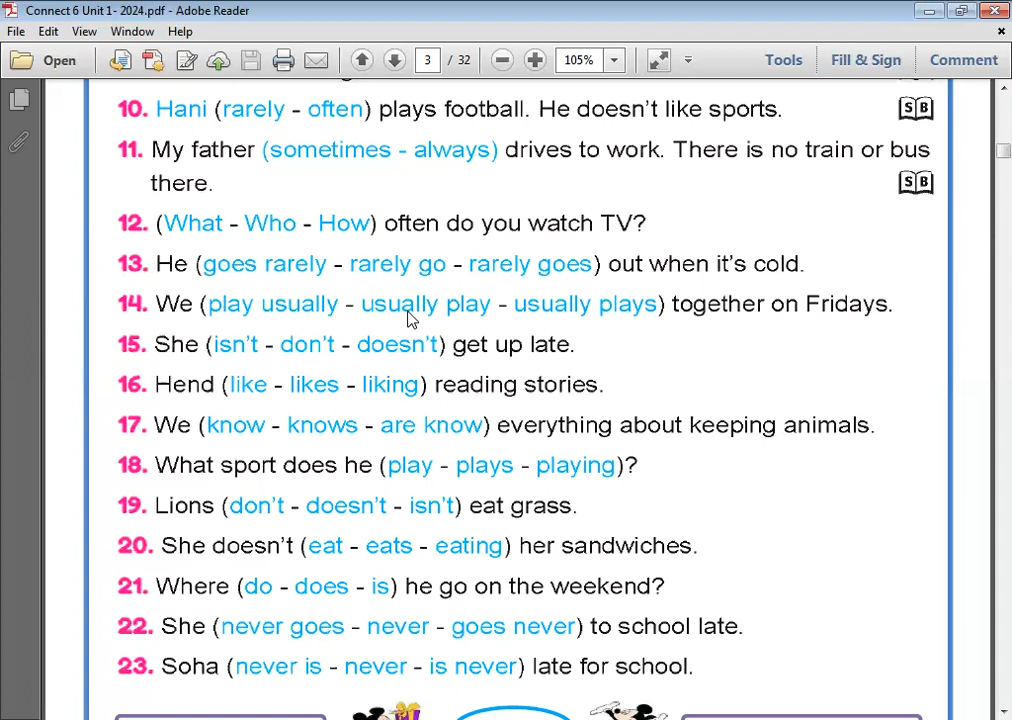 Connect 6 Unit 1- 2024.pdf - Adobe Reader
File Edit View Window Help
Open 3 / 32 105% Tools Fill & Sign Comment
10. Hani (rarely - often) plays football. He doesn't like sports. SB
11. My father (sometimes - always) drives to work. There is no train or bus
there. SB
12. (What - Who - How) often do you watch TV?
13. He (goes rarely - rarely go - rarely goes) out when it's cold.
14. We (play usually - usually play - usually plays) together on Fridays.
15. She (isn't - don't - doesn't) get up late.
16. Hend (like - likes - liking) reading stories.
17. We (know - knows - are know) everything about keeping animals.
18. What sport does he (play - plays - playing)?
19. Lions (don't - doesn't - isn't) eat grass.
20. She doesn't (eat - eats - eating) her sandwiches.
21. Where (do - does - is) he go on the weekend?
22. She (never goes - never - goes never) to school late.
23. Soha (never is - never - is never) late for school.